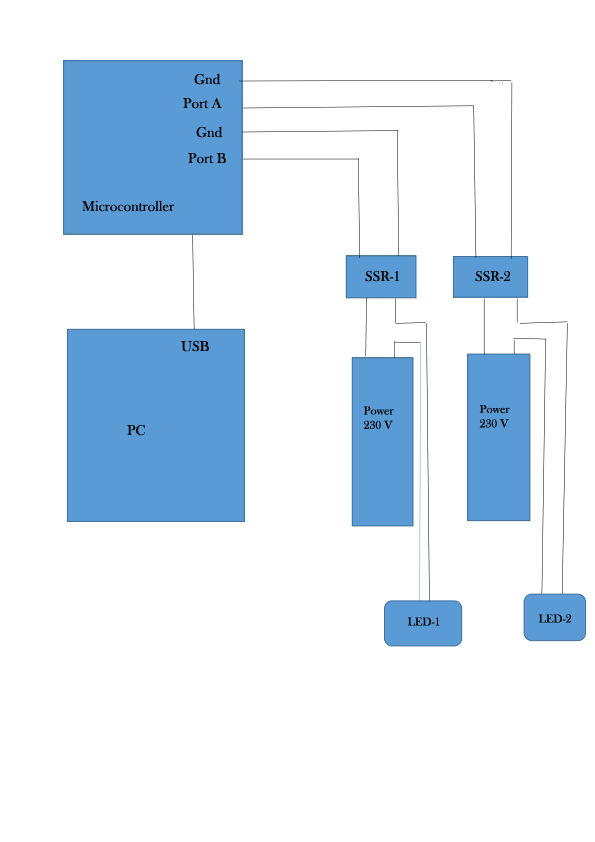 Gnd
Port A
Gnd
Port B
Microcontroller
SSR-1
SSR-2
USB
PC
Power
230 V
Power
230 V
LED-1
LED-2